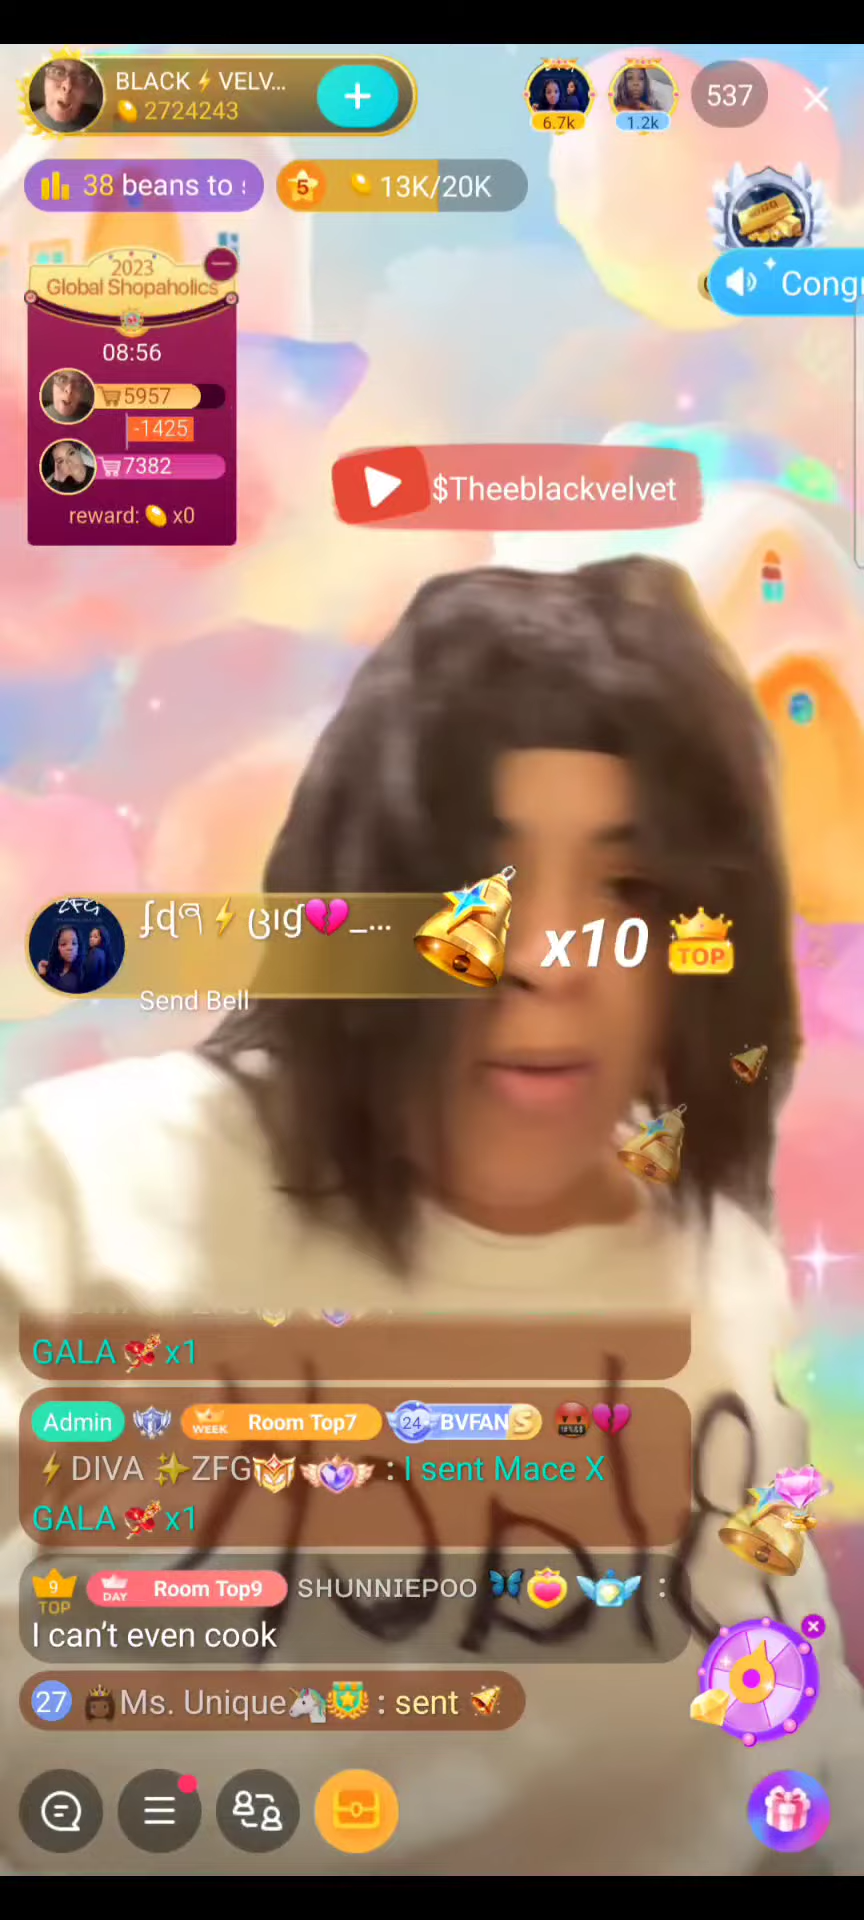 BLACK⚡VELV...
2724243
6.7k
1.2k
537
38 beans to
5
13K/20K
2023
Global Shopaholics
08:56
5957
-1425
7382
reward: x0
Cong
$Theeblackvelvet
ZFG
x10
TOP
Send Bell
GALA x1
Admin
WEEK
Room Top7
24
BVFAN
S
⚡DIVA ✨ZFG : I sent Mace X
GALA x1
9
TOP
DAY
Room Top9
SHUNNIEPOO 🦋 :
I can't even cook
27
Ms. Unique🦄 : sent